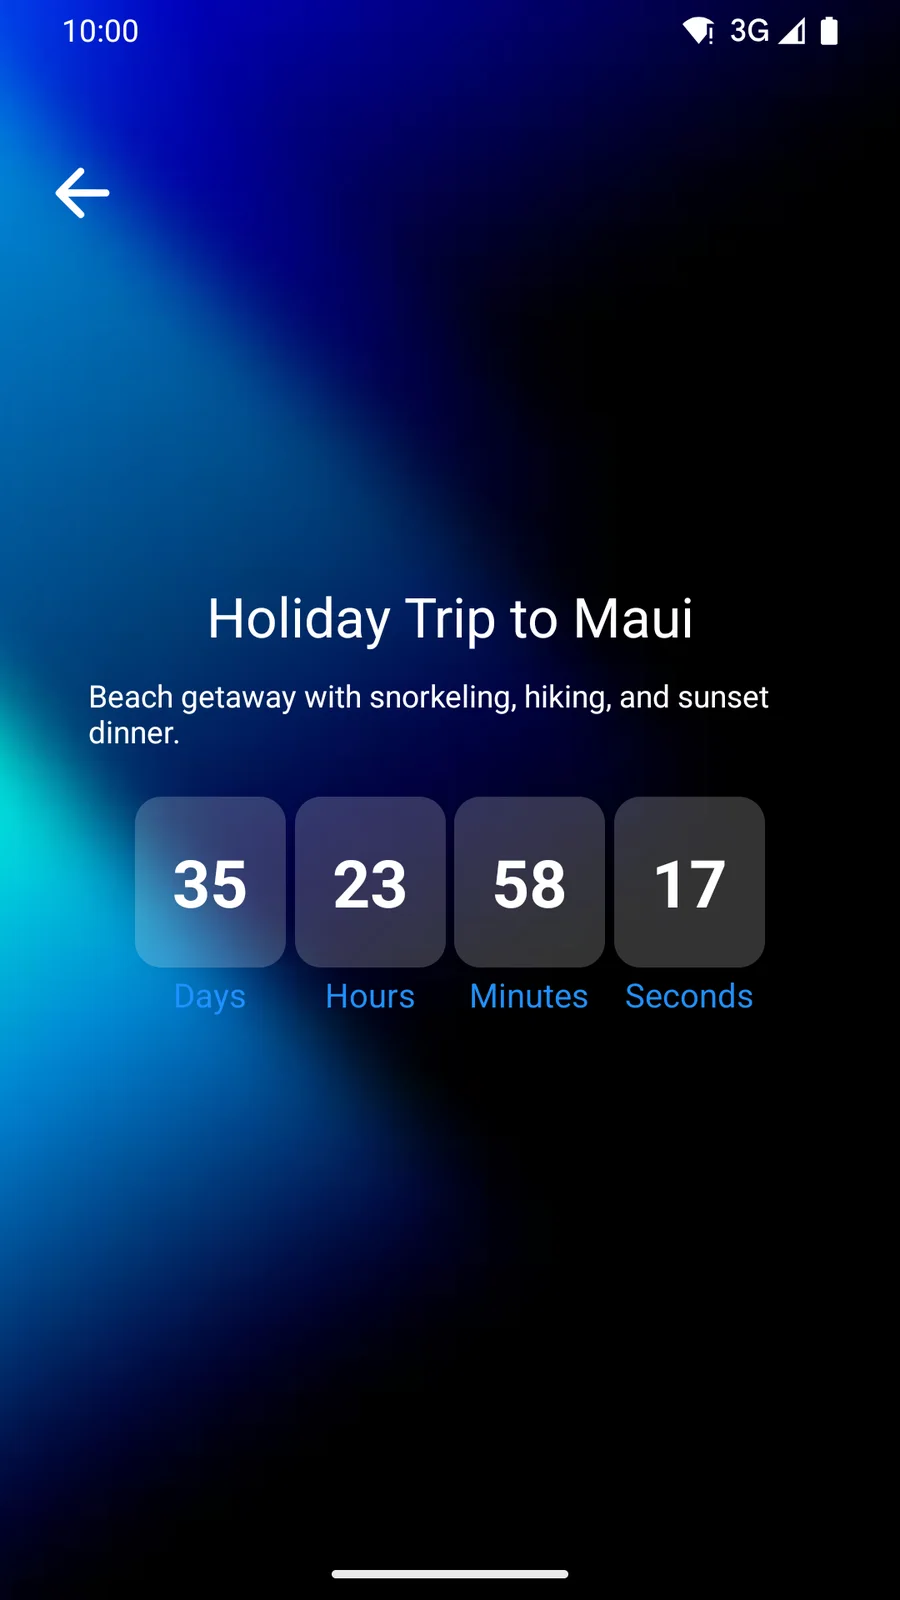 10:00
3G
Holiday Trip to Maui
Beach getaway with snorkeling, hiking, and sunset
dinner.
35 23 58 17
Days Hours Minutes Seconds